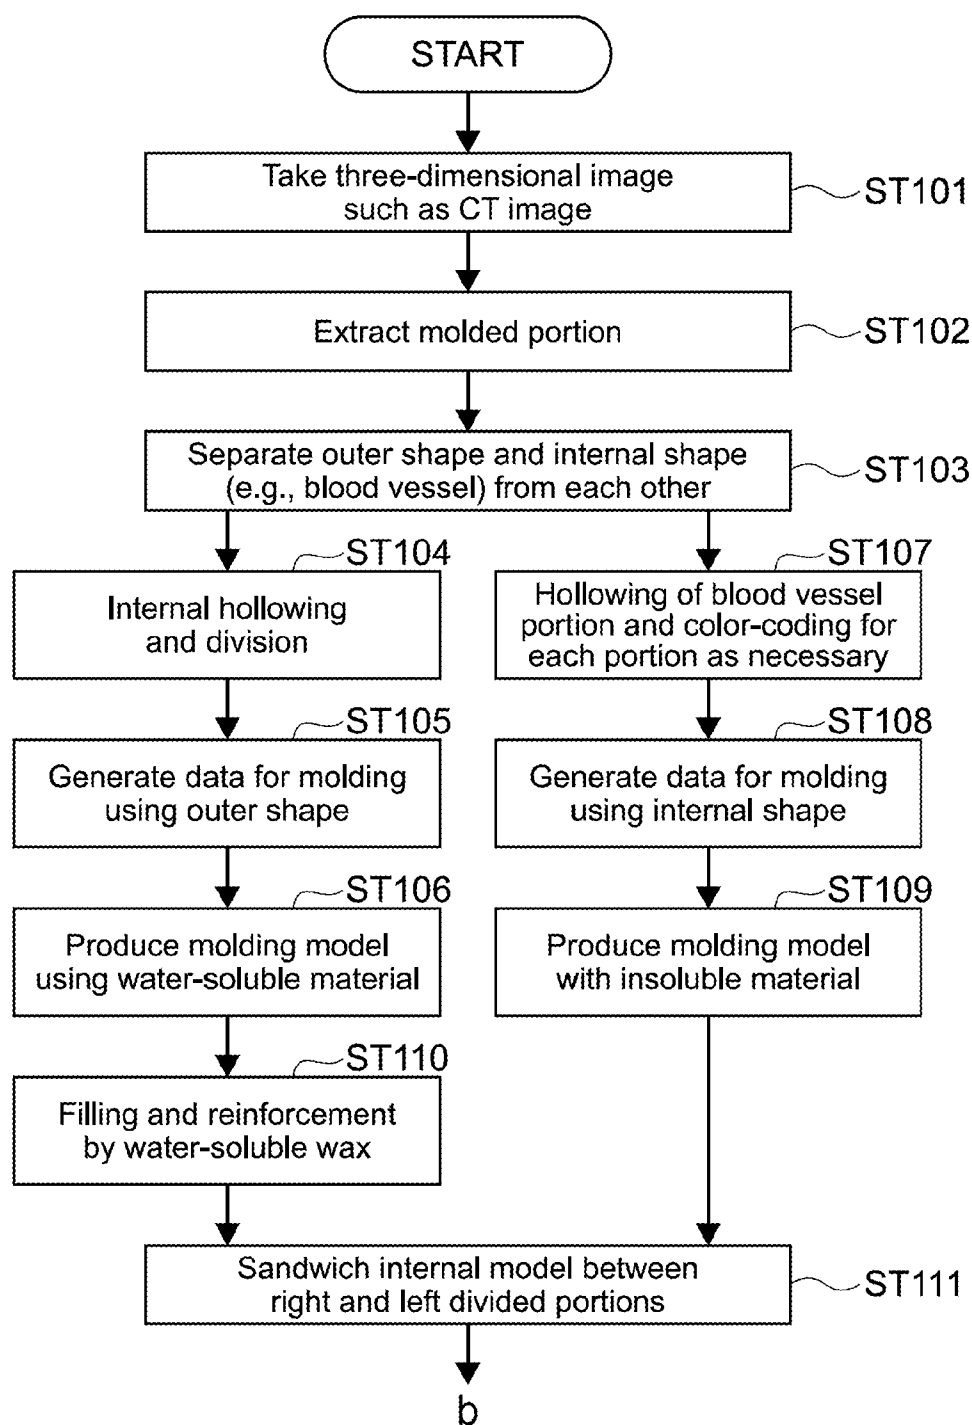 START
Take three-dimensional image
such as CT image
ST101
Extract molded portion
ST102
Separate outer shape and internal shape
(e.g., blood vessel) from each other
ST103
ST104
Internal hollowing
and division
ST107
Hollowing of blood vessel
portion and color-coding for
each portion as necessary
ST105
Generate data for molding
using outer shape
ST108
Generate data for molding
using internal shape
ST106
Produce molding model
using water-soluble material
ST109
Produce molding model
with insoluble material
ST110
Filling and reinforcement
by water-soluble wax
Sandwich internal model between
right and left divided portions
ST111
b